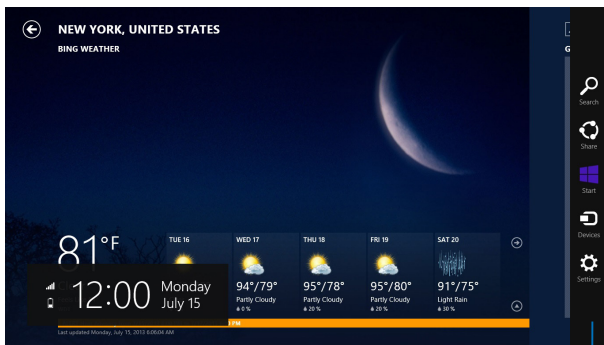 NEW YORK, UNITED STATES
BING WEATHER
G
Search
Share
Start
Devices
Settings
81°F
TUE 16
WED 17
94°/79°
Partly Cloudy
0 %
THU 18
95°/78°
Partly Cloudy
20 %
FRI 19
95°/80°
Partly Cloudy
20 %
SAT 20
91°/75°
Light Rain
30 %
12:00
Monday
July 15
PM
Last updated Monday, July 15, 2013 6:06:04 AM